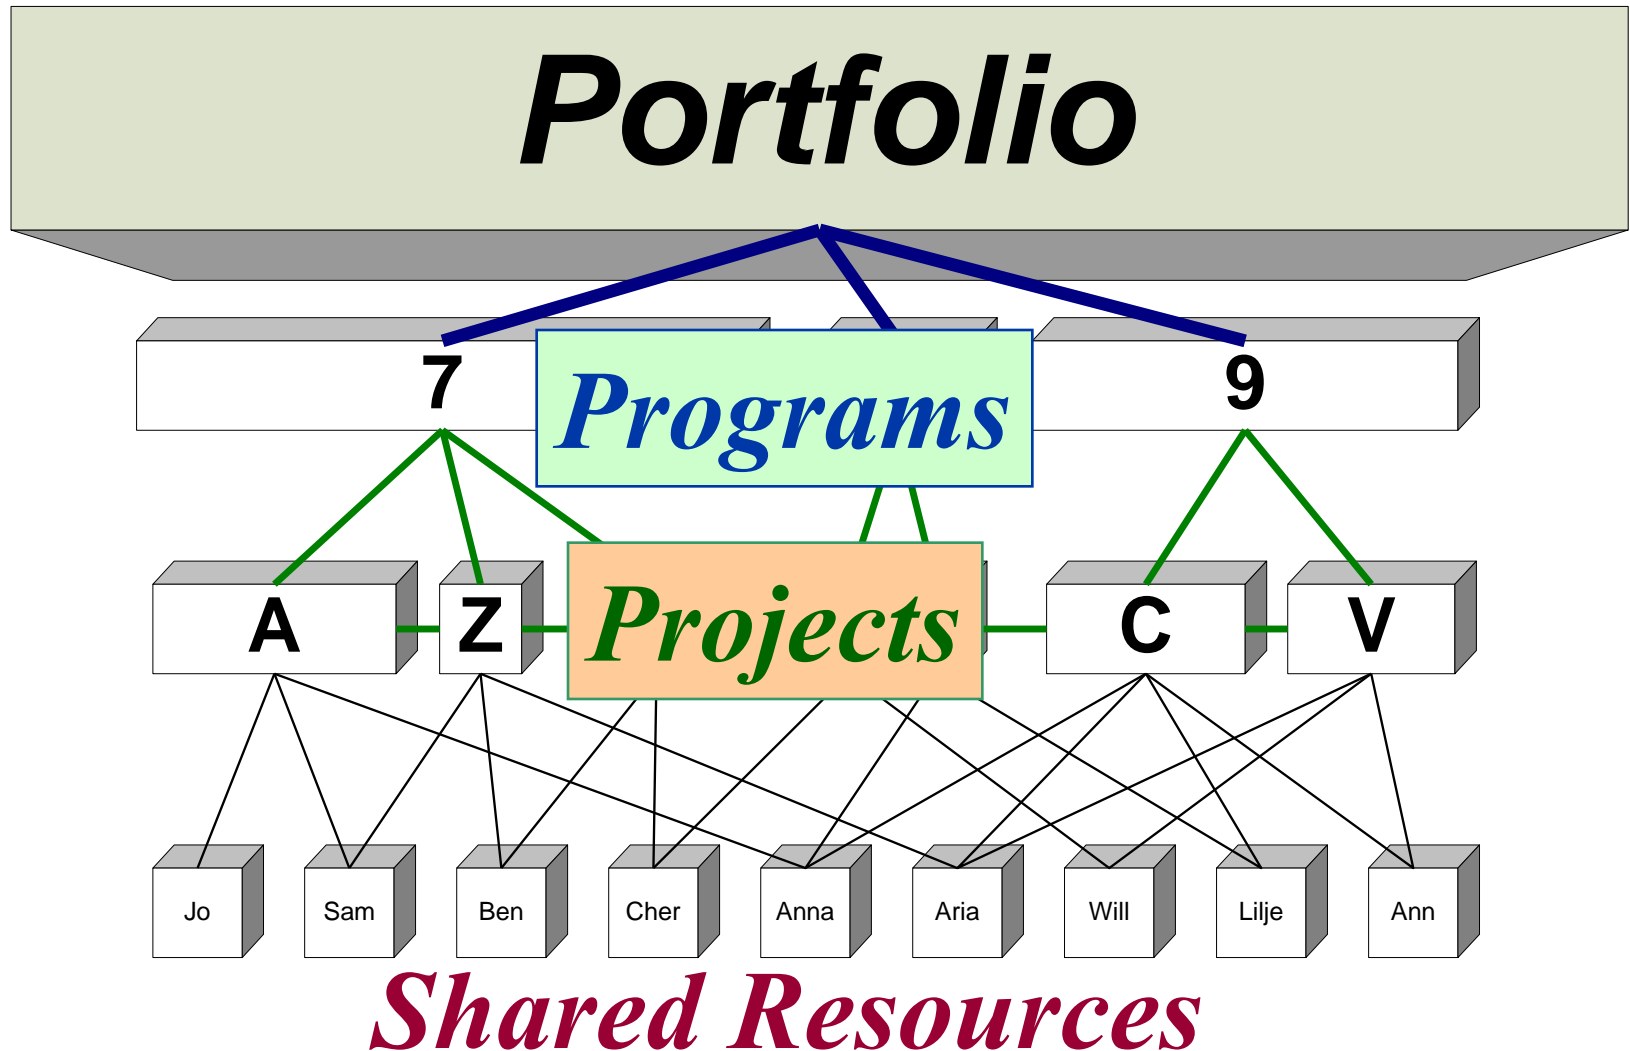 Portfolio
7
Programs
9
A
Z
Projects
C
V
Jo
Sam
Ben
Cher
Anna
Aria
Will
Lilje
Ann
Shared Resources